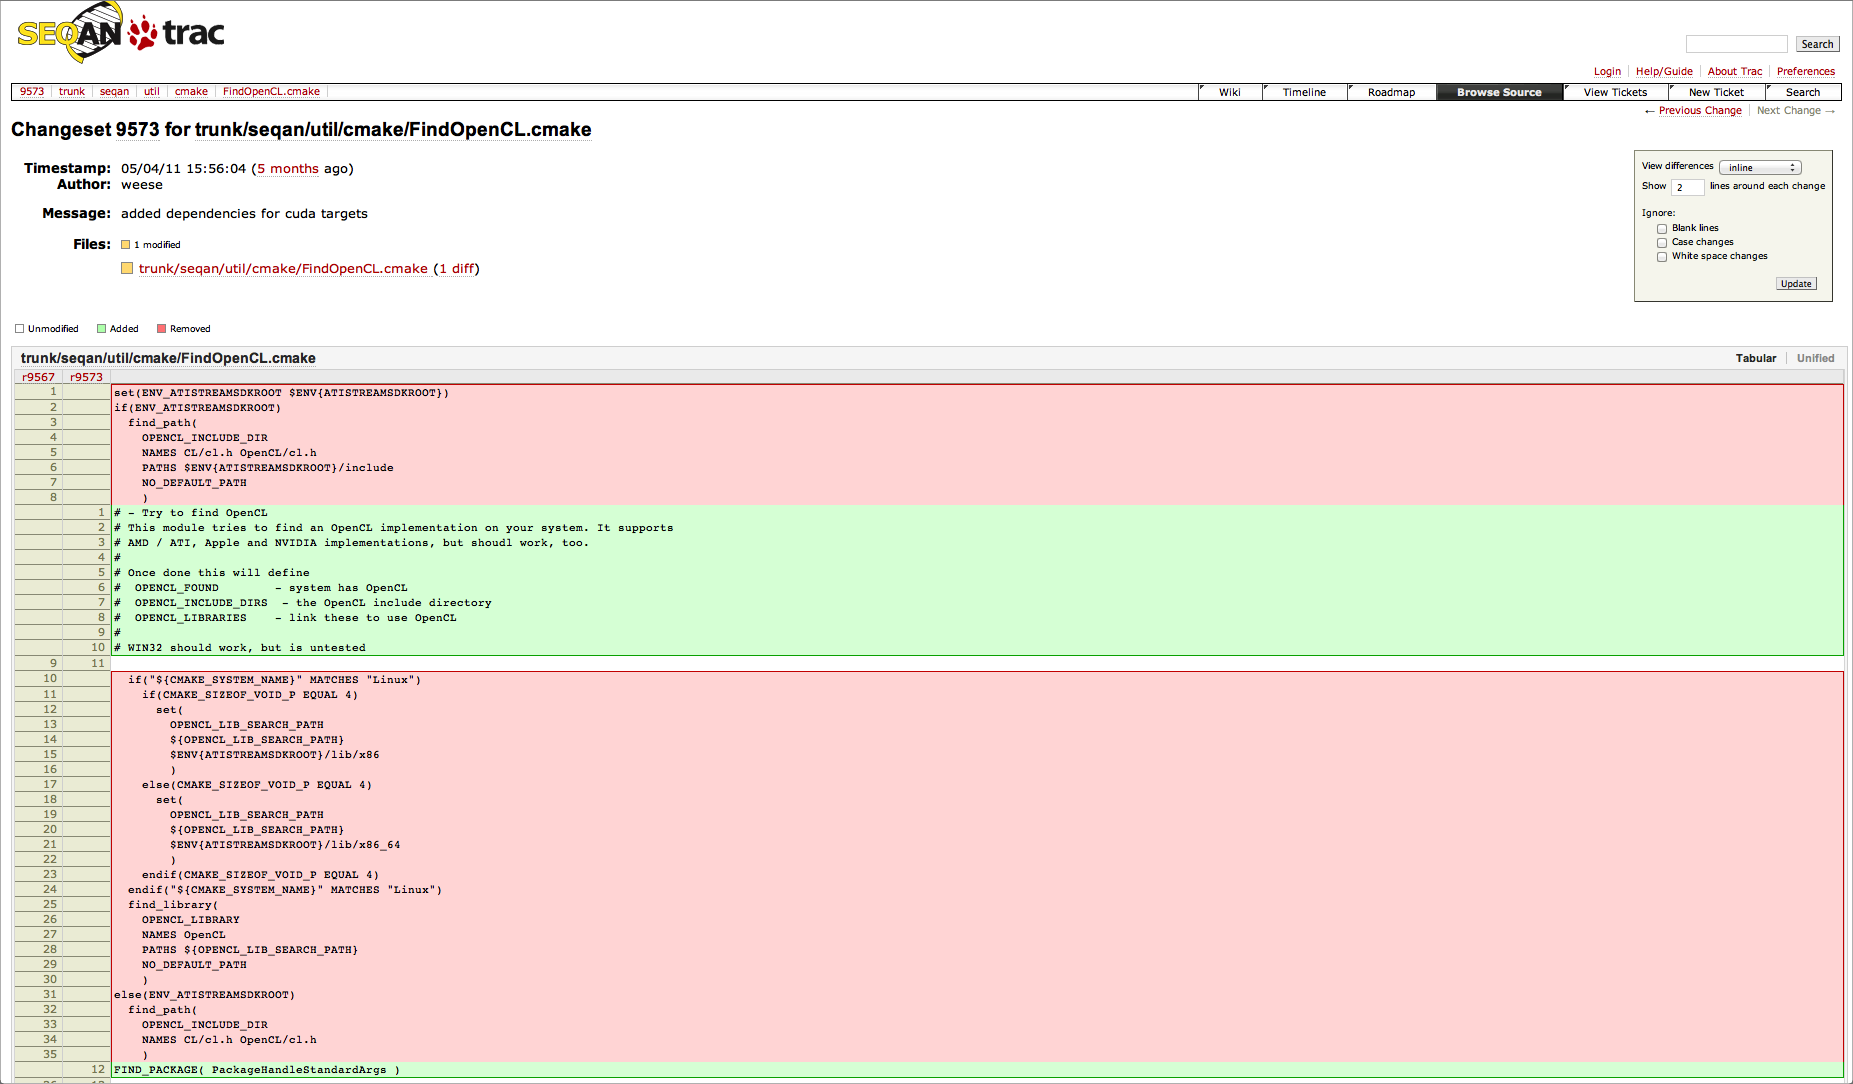 SEQAN trac
Search
Login Help/Guide About Trac Preferences
9573 trunk seqan util cmake FindOpenCL.cmake Wiki Timeline Roadmap Browse Source View Tickets New Ticket Search
← Previous Change Next Change →
Changeset 9573 for trunk/seqan/util/cmake/FindOpenCL.cmake
Timestamp: 05/04/11 15:56:04 (5 months ago)
Author: weese
Message: added dependencies for cuda targets
Files: 1 modified
trunk/seqan/util/cmake/FindOpenCL.cmake (1 diff)
View differences inline
Show 2 lines around each change
Ignore:
Blank lines
Case changes
White space changes
Update
Unmodified Added Removed
trunk/seqan/util/cmake/FindOpenCL.cmake Tabular Unified
r9567 r9573
1 set(ENV_ATISTREAMSDKROOT $ENV{ATISTREAMSDKROOT})
2 if(ENV_ATISTREAMSDKROOT)
3 find_path(
4 OPENCL_INCLUDE_DIR
5 NAMES CL/cl.h OpenCL/cl.h
6 PATHS $ENV{ATISTREAMSDKROOT}/include
7 NO_DEFAULT_PATH
8 )
1 # - Try to find OpenCL
2 # This module tries to find an OpenCL implementation on your system. It supports
3 # AMD / ATI, Apple and NVIDIA implementations, but shoudl work, too.
4 #
5 # Once done this will define
6 # OPENCL_FOUND - system has OpenCL
7 # OPENCL_INCLUDE_DIRS - the OpenCL include directory
8 # OPENCL_LIBRARIES - link these to use OpenCL
9 #
10 # WIN32 should work, but is untested
9 11
10 if("${CMAKE_SYSTEM_NAME}" MATCHES "Linux")
11 if(CMAKE_SIZEOF_VOID_P EQUAL 4)
12 set(
13 OPENCL_LIB_SEARCH_PATH
14 ${OPENCL_LIB_SEARCH_PATH}
15 $ENV{ATISTREAMSDKROOT}/lib/x86
16 )
17 else(CMAKE_SIZEOF_VOID_P EQUAL 4)
18 set(
19 OPENCL_LIB_SEARCH_PATH
20 ${OPENCL_LIB_SEARCH_PATH}
21 $ENV{ATISTREAMSDKROOT}/lib/x86_64
22 )
23 endif(CMAKE_SIZEOF_VOID_P EQUAL 4)
24 endif("${CMAKE_SYSTEM_NAME}" MATCHES "Linux")
25 find_library(
26 OPENCL_LIBRARY
27 NAMES OpenCL
28 PATHS ${OPENCL_LIB_SEARCH_PATH}
29 NO_DEFAULT_PATH
30 )
31 else(ENV_ATISTREAMSDKROOT)
32 find_path(
33 OPENCL_INCLUDE_DIR
34 NAMES CL/cl.h OpenCL/cl.h
35 )
12 FIND_PACKAGE( PackageHandleStandardArgs )